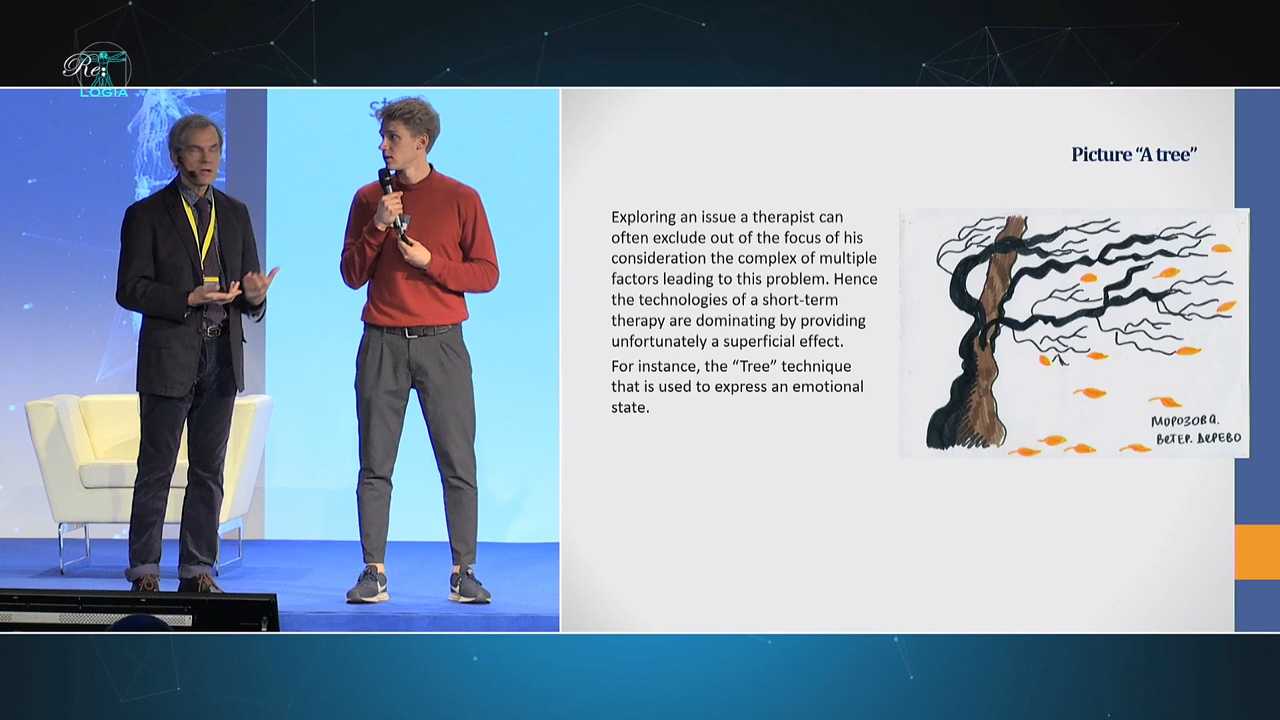 Re:
LOGIA
Picture “A tree”
Exploring an issue a therapist can
often exclude out of the focus of his
consideration the complex of multiple
factors leading to this problem. Hence
the technologies of a short-term
therapy are dominating by providing
unfortunately a superficial effect.
For instance, the “Tree” technique
that is used to express an emotional
state.
МОРОЗОВА.
ВЕТЕР. ДЕРЕВО